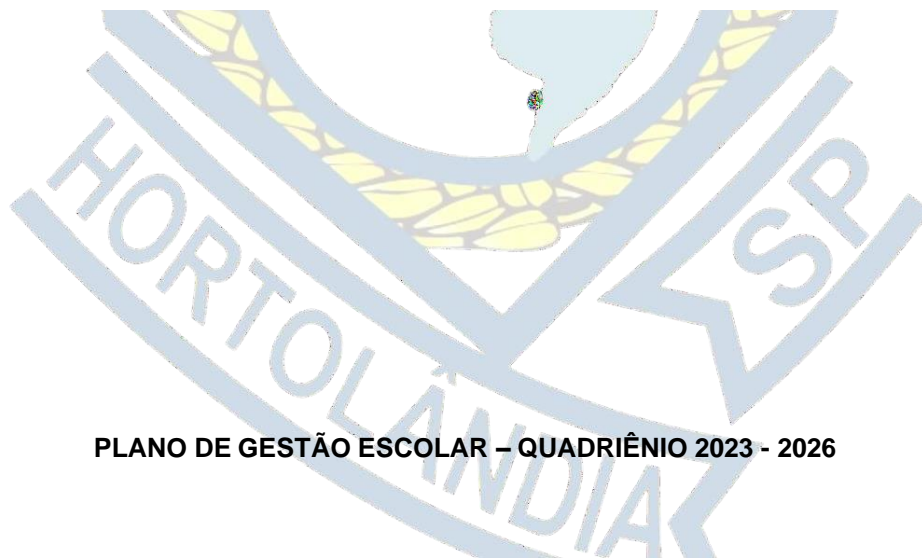 HORTOLÂNDIA
SP
PLANO DE GESTÃO ESCOLAR – QUADRIÊNIO 2023 - 2026